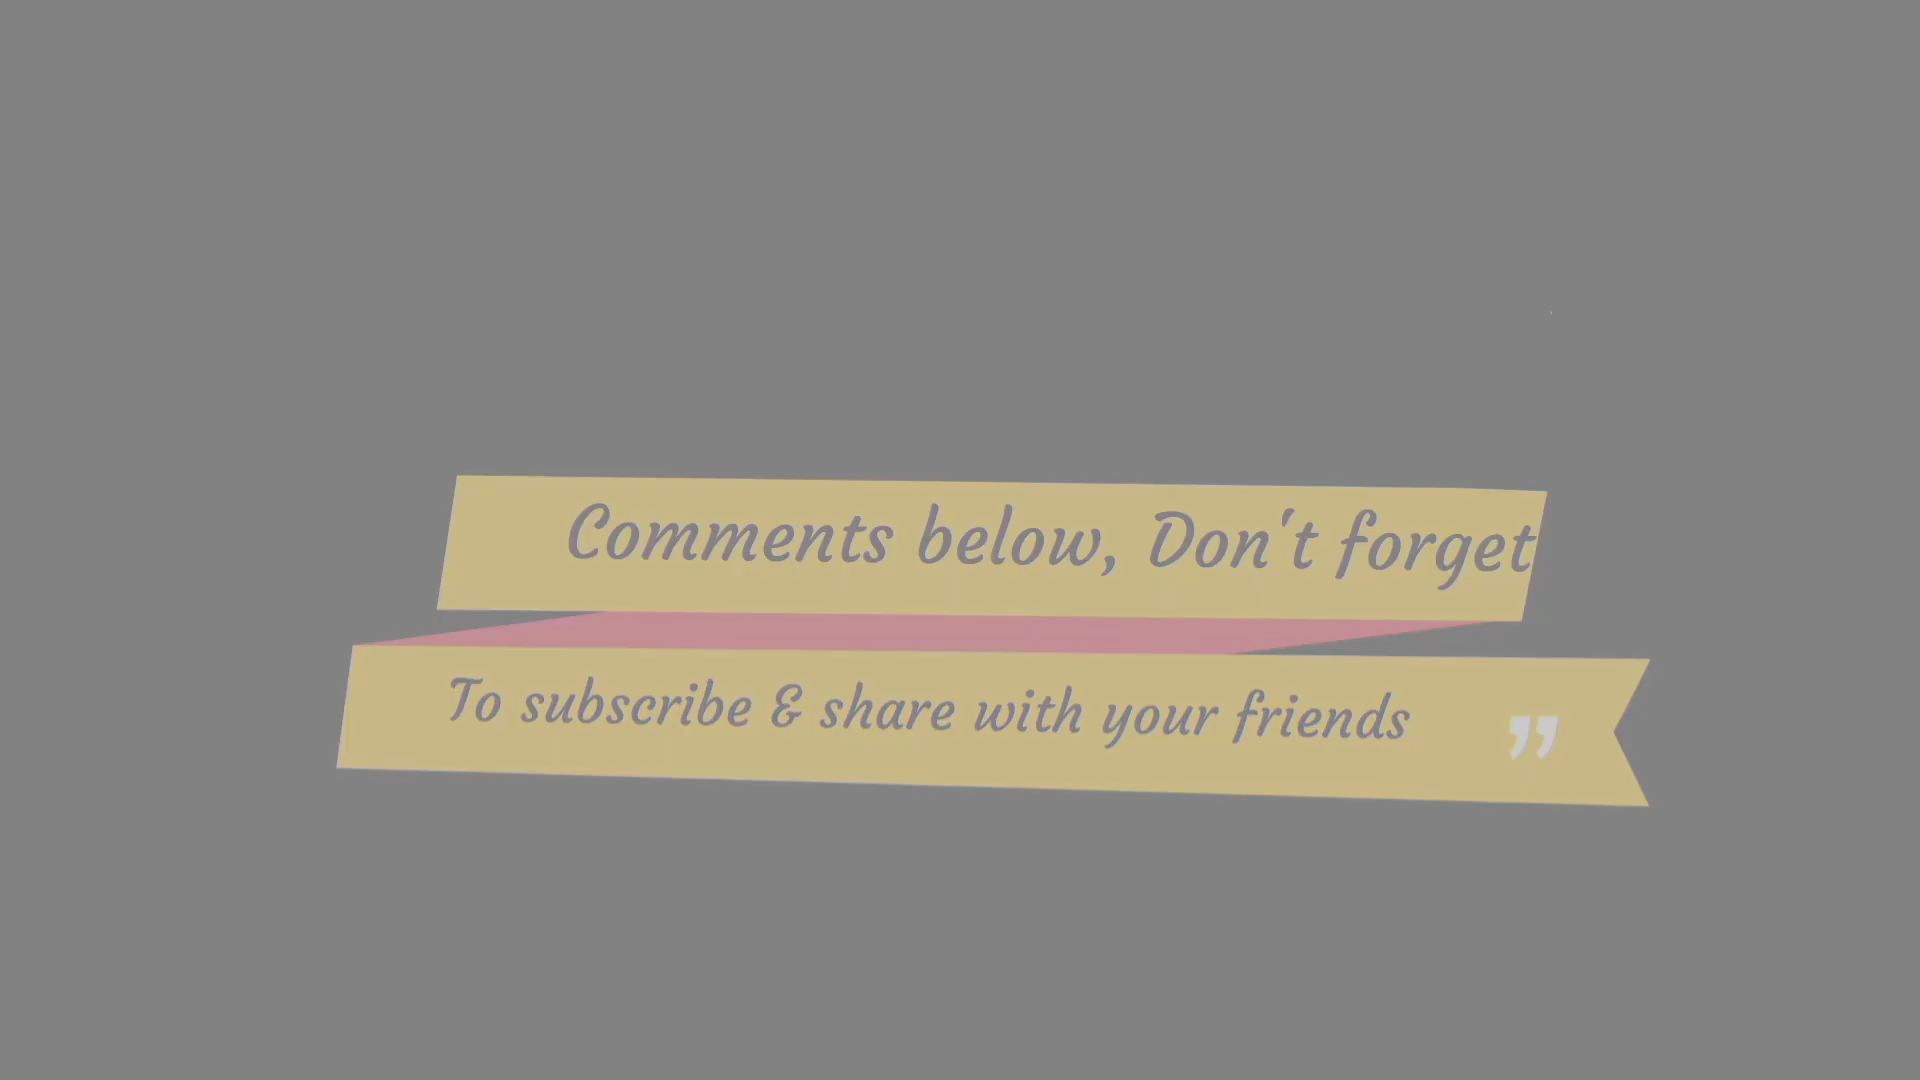 Comments below, Don't forget
To subscribe & share with your friends ”